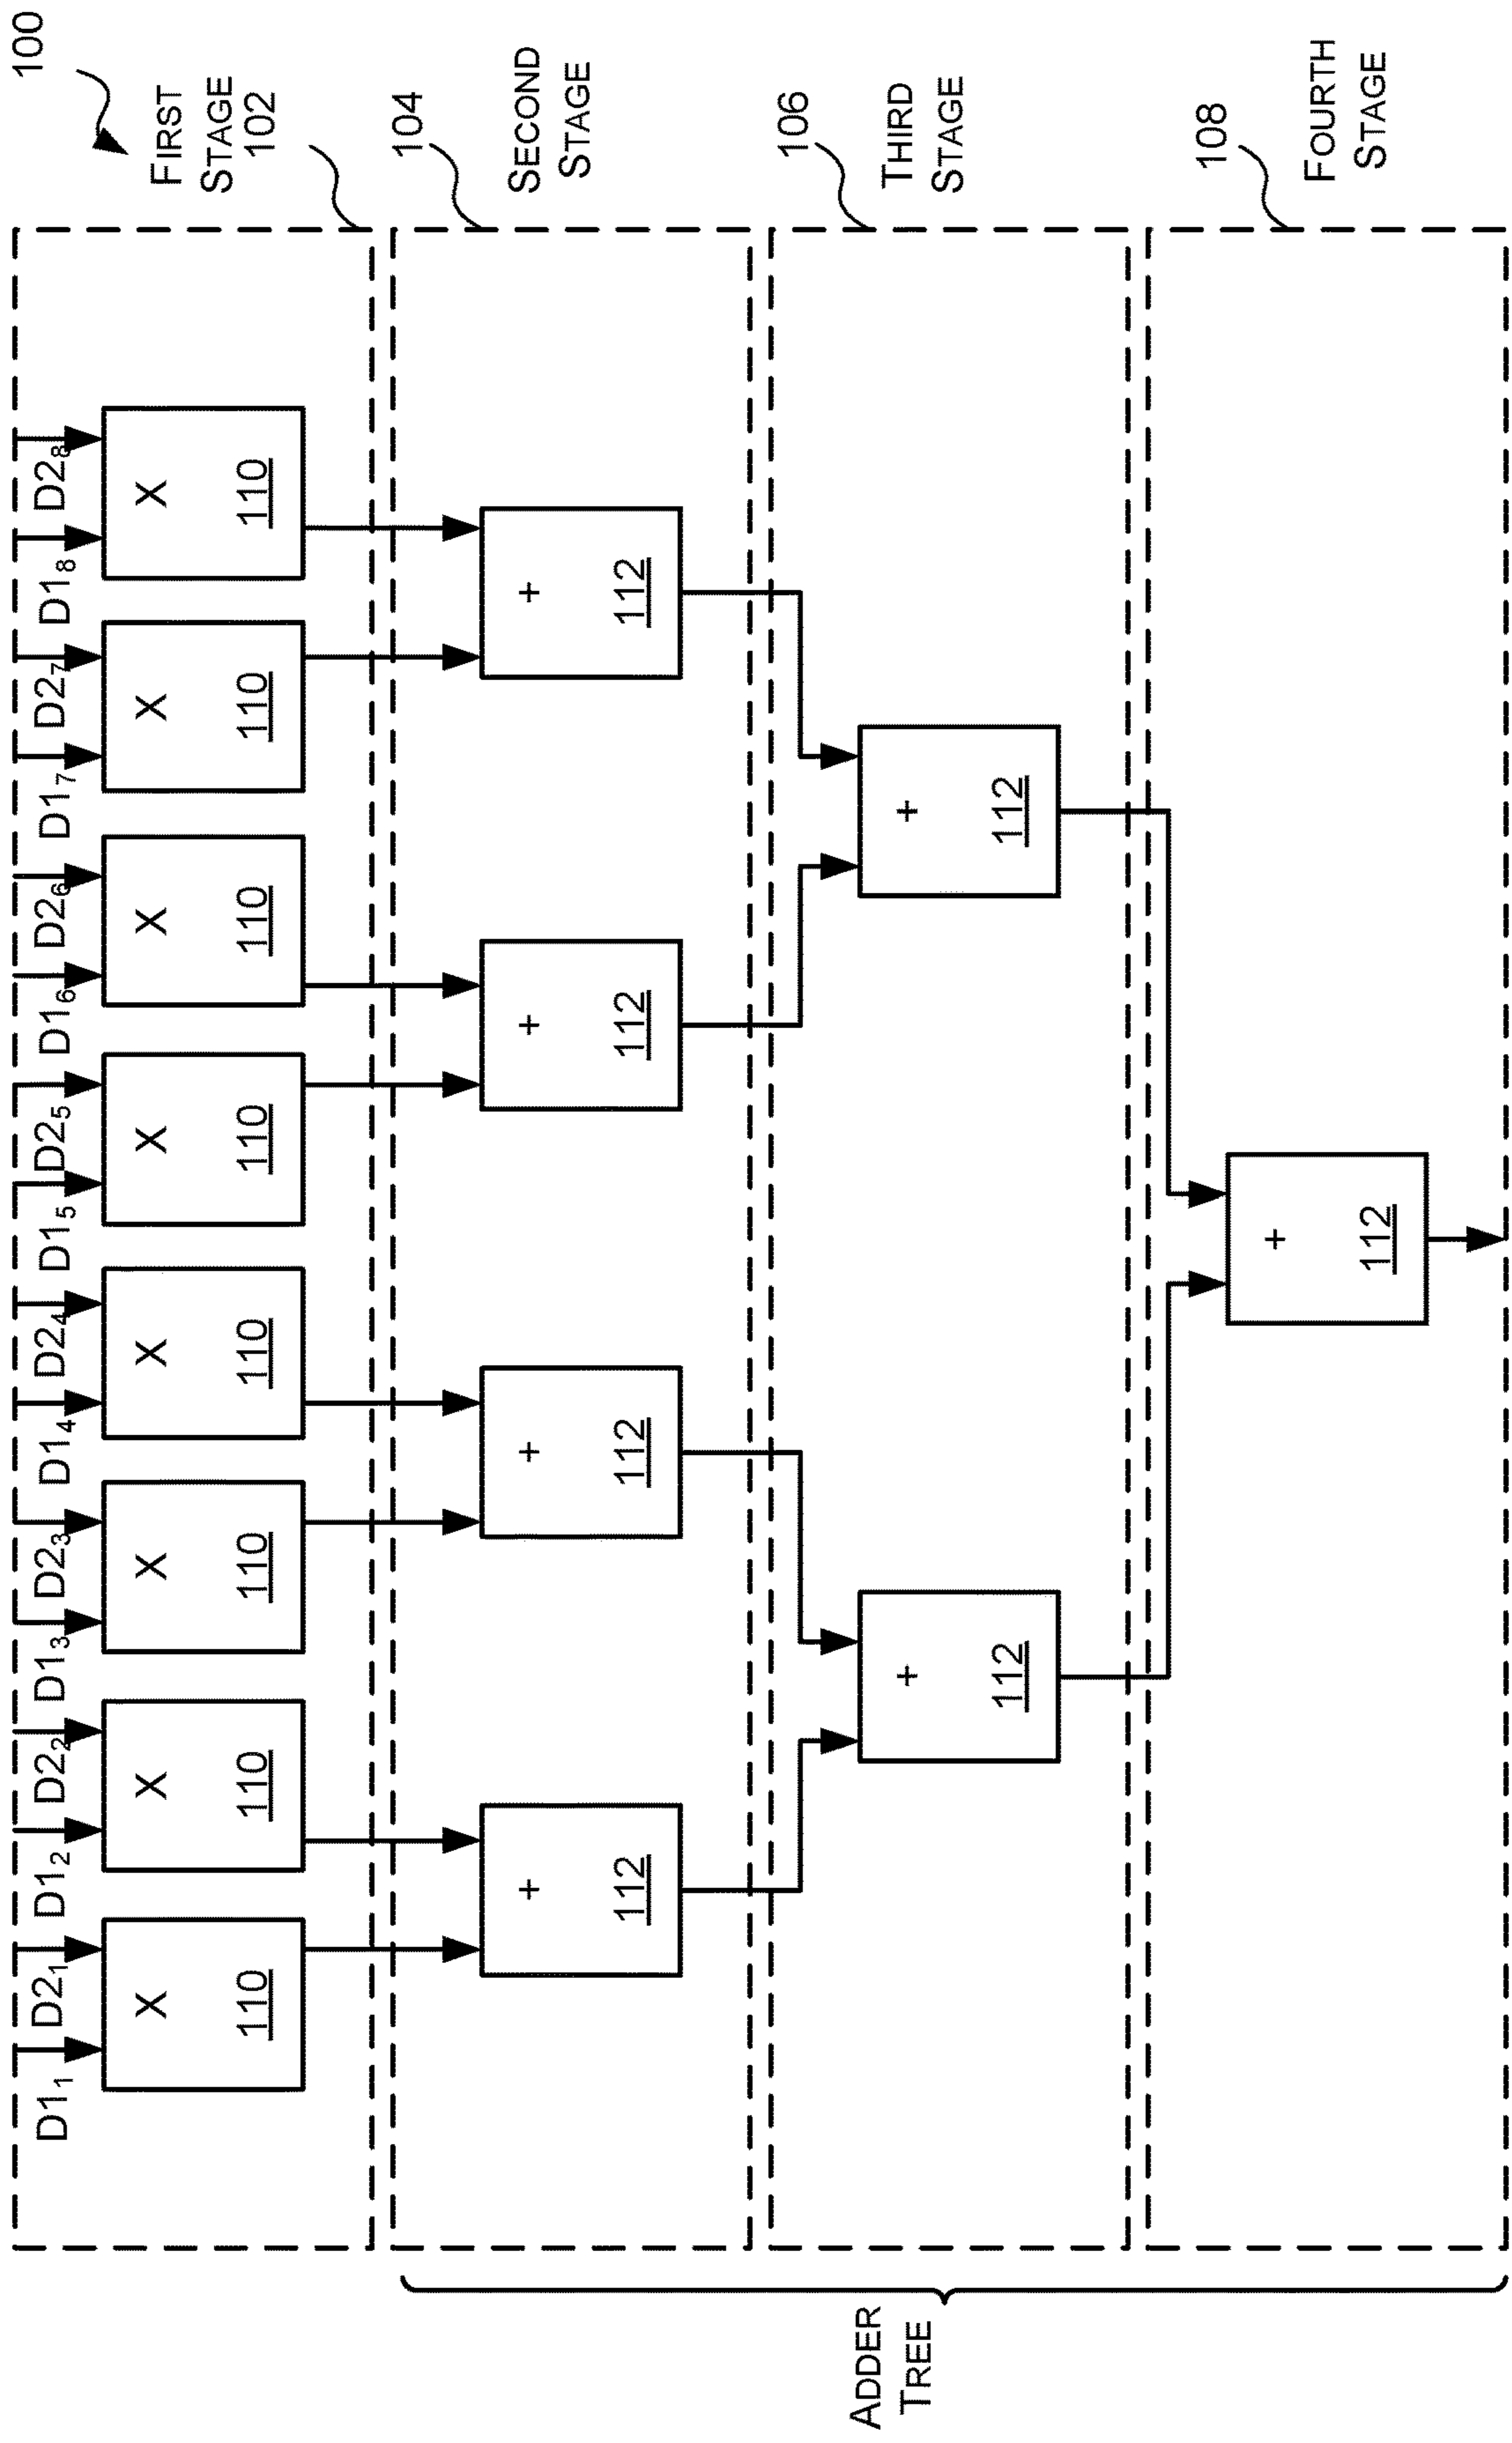 100
FIRST
STAGE
102
D1₁
D2₁
D1₂
D2₂
D1₃
D2₃
D1₄
D2₄
D1₅
D2₅
D1₆
D2₆
D1₇
D2₇
D1₈
D2₈
X
X
X
X
X
X
X
X
110
110
110
110
110
110
110
110
104
SECOND
STAGE
+
+
+
+
112
112
112
112
106
THIRD
STAGE
+
+
112
112
108
FOURTH
STAGE
+
112
ADDER
TREE